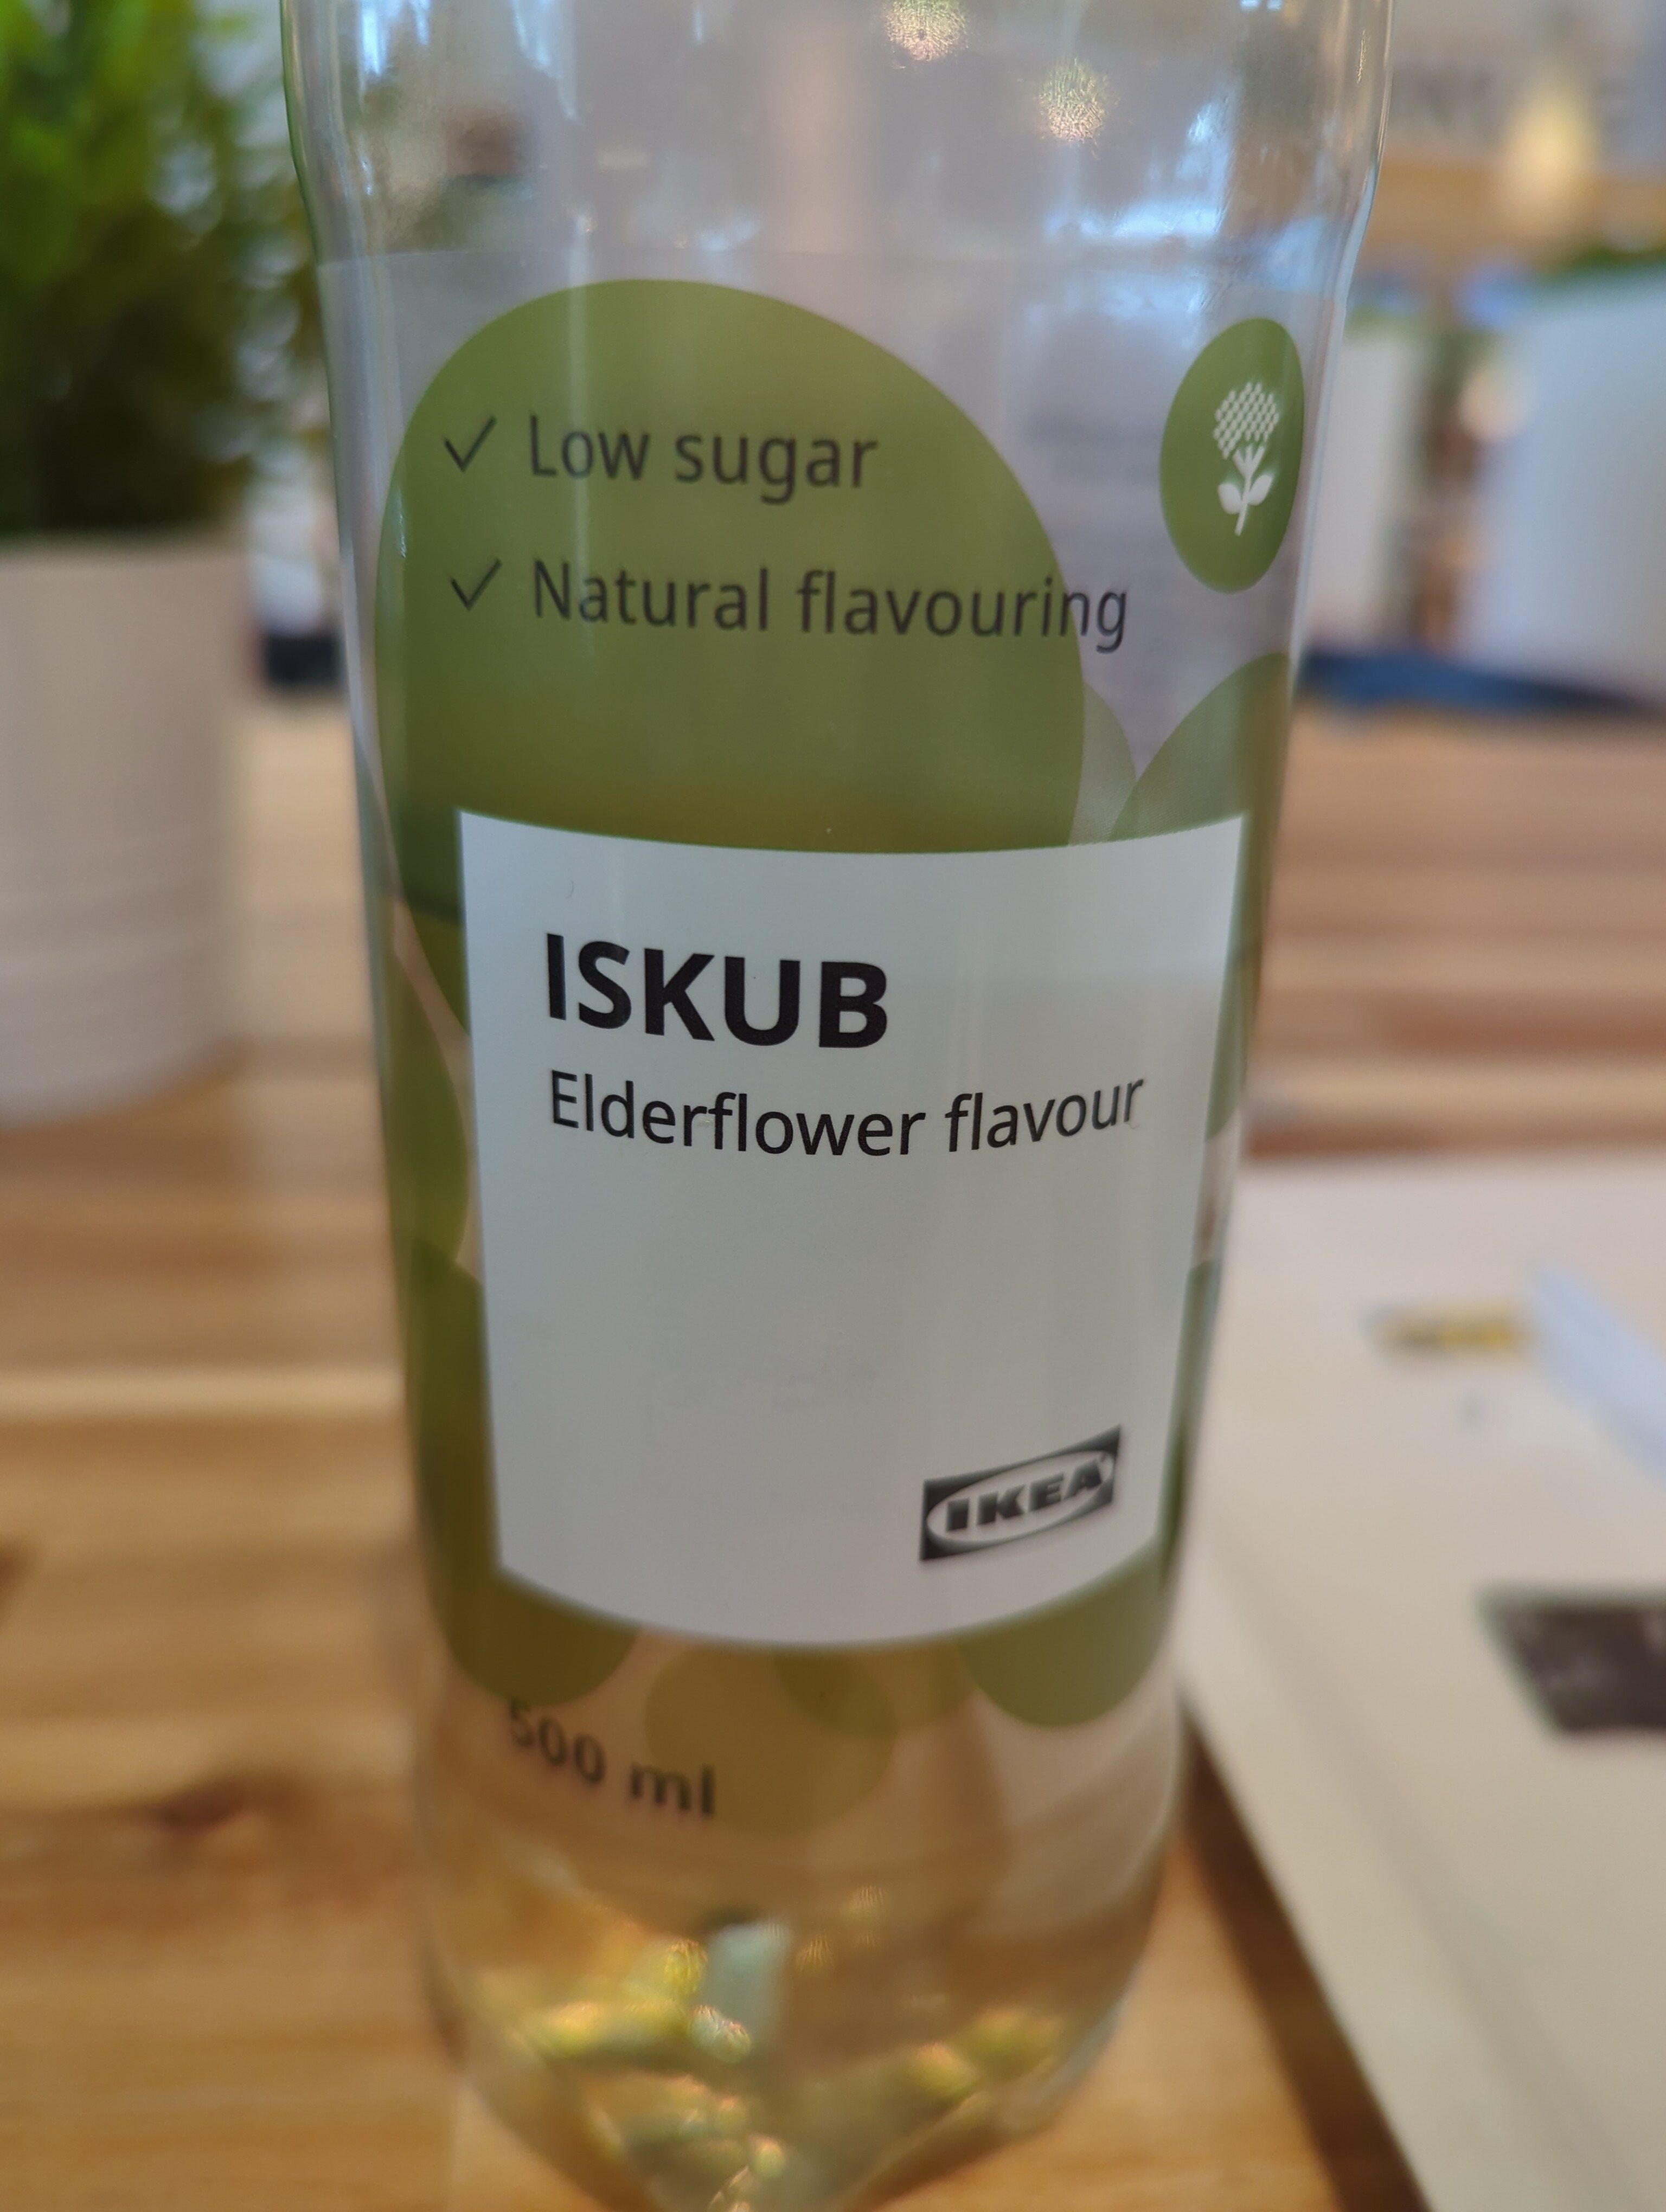 ✓ Low sugar
✓ Natural flavouring
ISKUB
Elderflower flavour
IKEA
500 ml